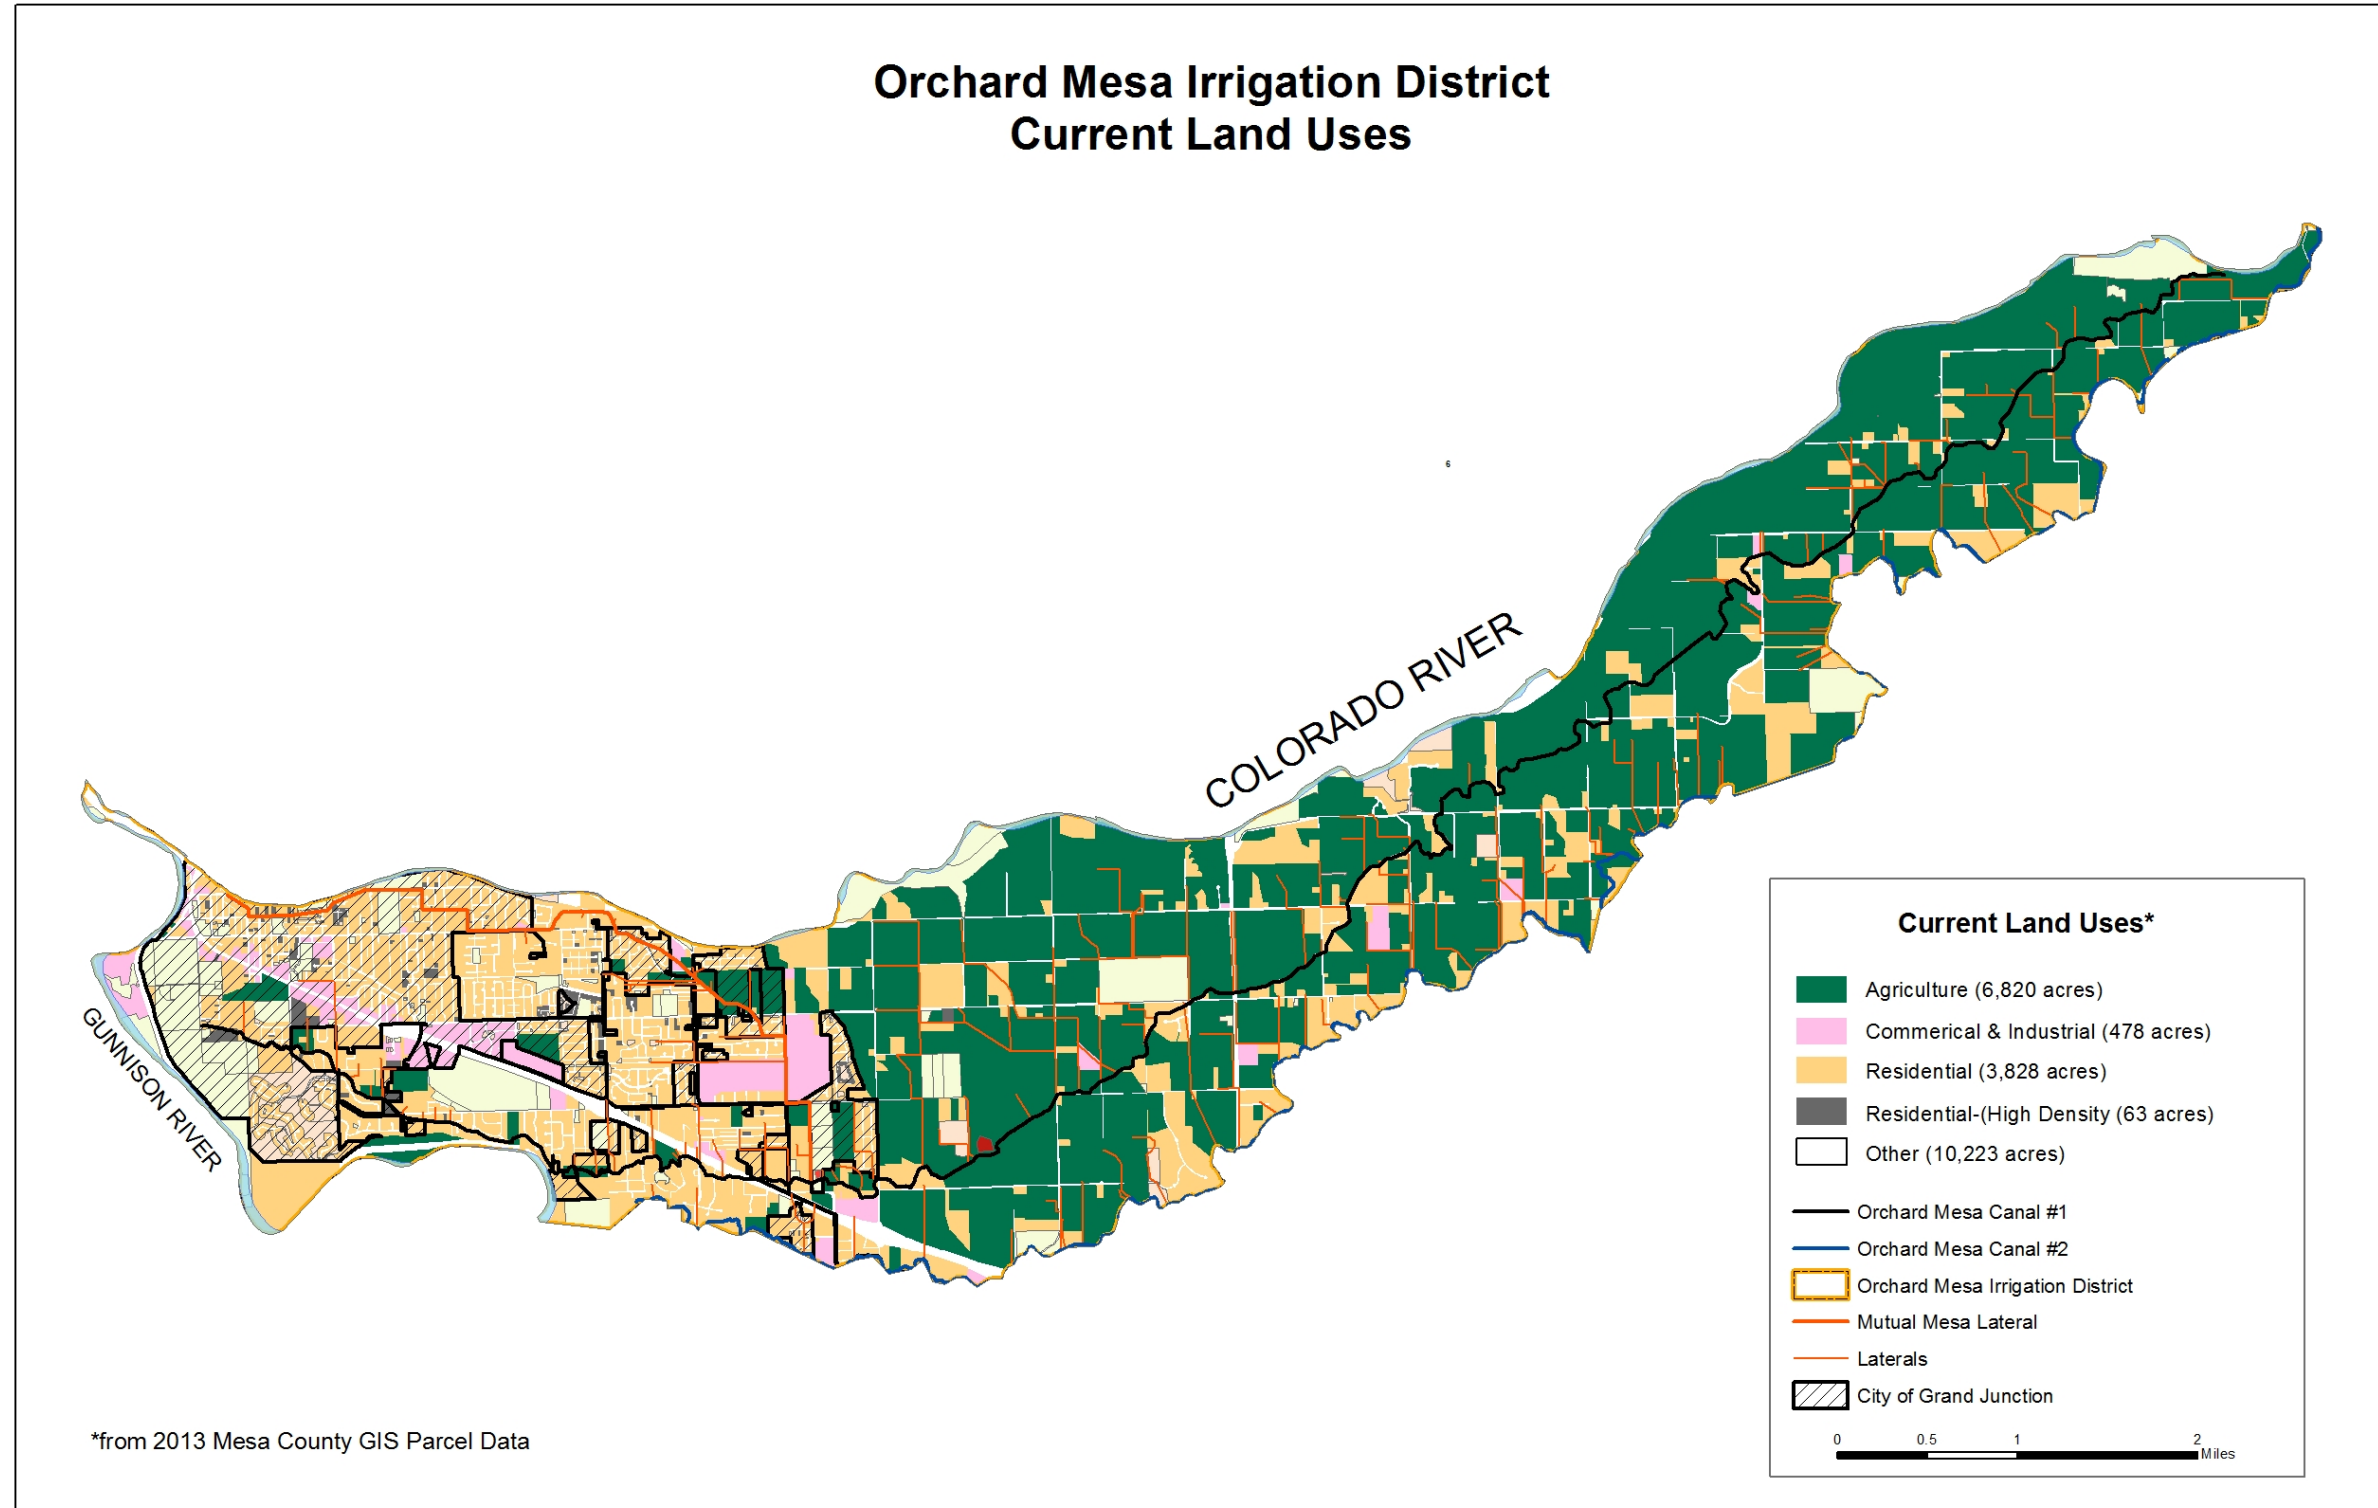 Orchard Mesa Irrigation District
Current Land Uses
6
COLORADO RIVER
GUNNISON RIVER
Current Land Uses*
Agriculture (6,820 acres)
Commerical & Industrial (478 acres)
Residential (3,828 acres)
Residential-(High Density (63 acres)
Other (10,223 acres)
Orchard Mesa Canal #1
Orchard Mesa Canal #2
Orchard Mesa Irrigation District
Mutual Mesa Lateral
Laterals
City of Grand Junction
0 0.5 1 2
Miles
*from 2013 Mesa County GIS Parcel Data